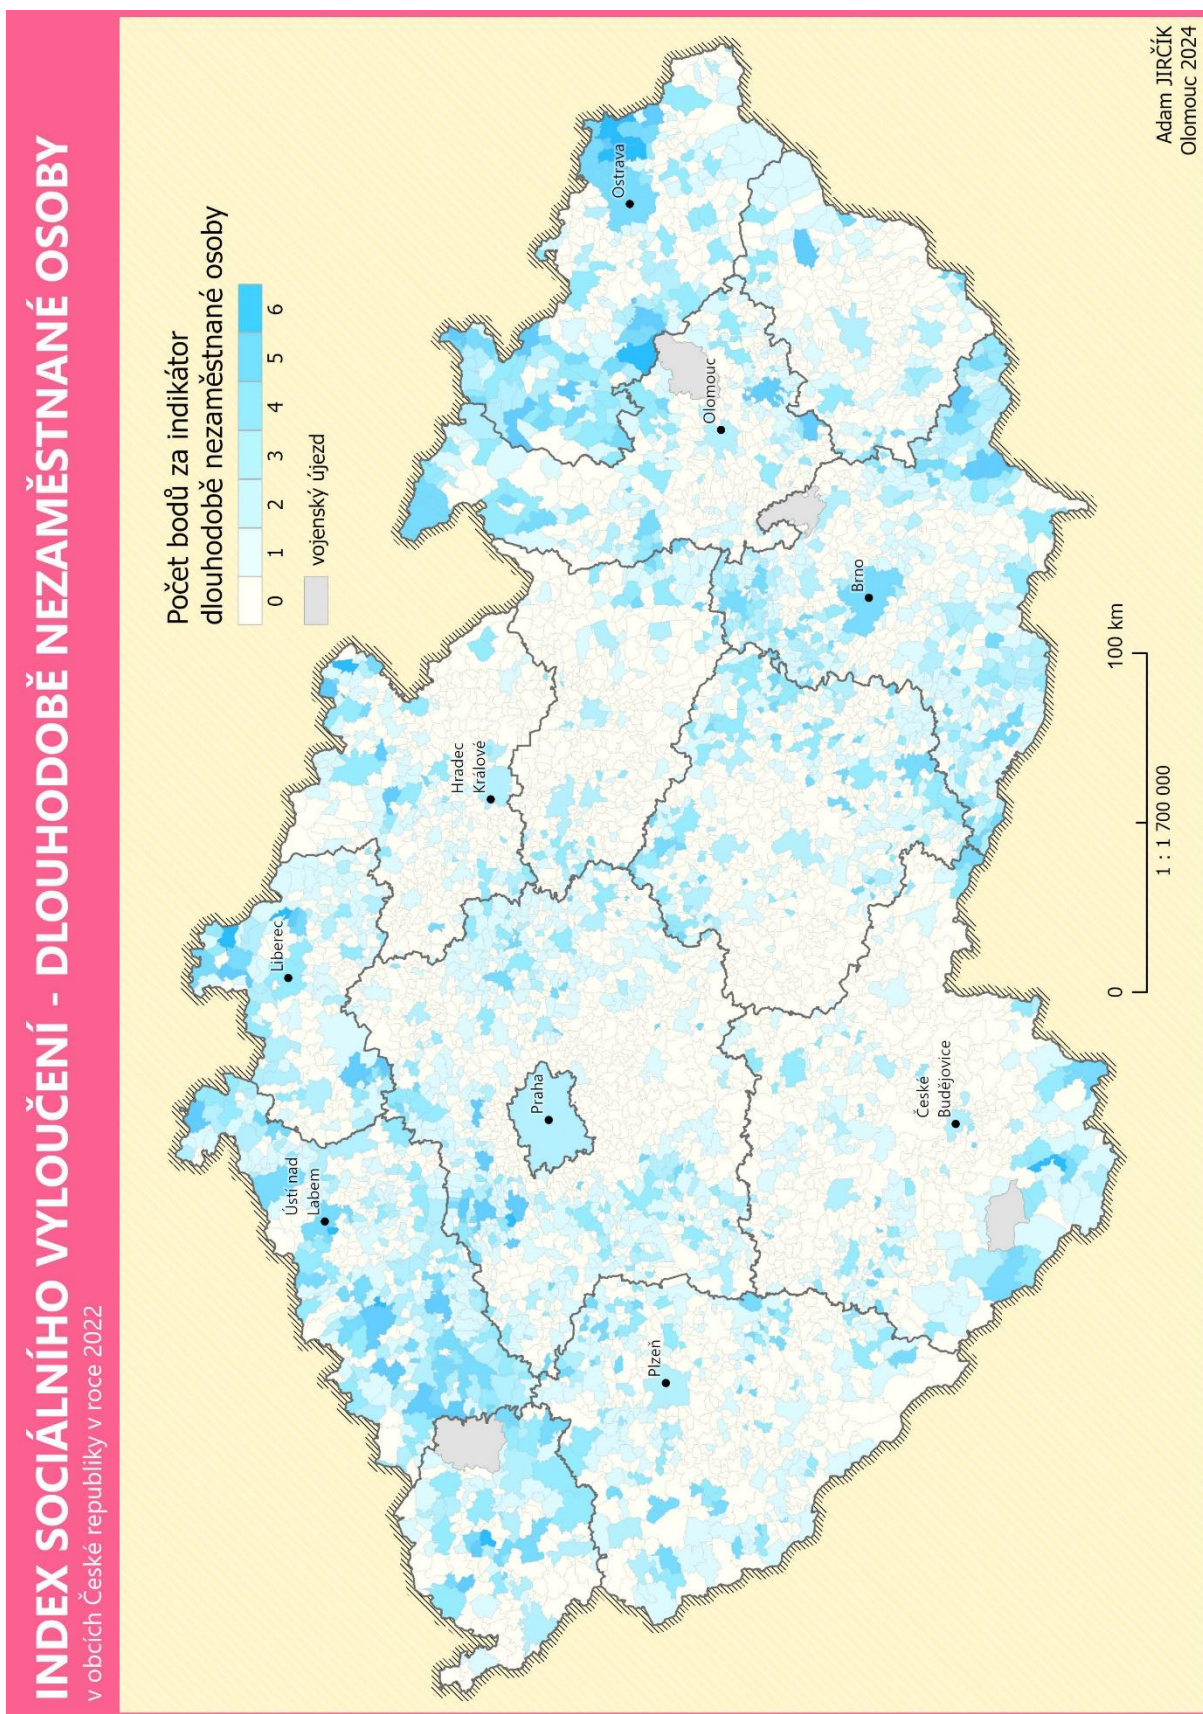 INDEX SOCIÁLNÍHO VYLOUČENÍ - DLOUHODOBĚ NEZAMĚSTNANÉ OSOBY
v obcích České republiky v roce 2022
Počet bodů za indikátor
dlouhodobě nezaměstnané osoby
0 1 2 3 4 5 6
vojenský újezd
Liberec
Ústí nad
Labem
Hradec
Králové
Praha
Ostrava
Plzeň
Olomouc
Brno
České
Budějovice
0 100 km
1 : 1 700 000
Adam JIRČÍK
Olomouc 2024